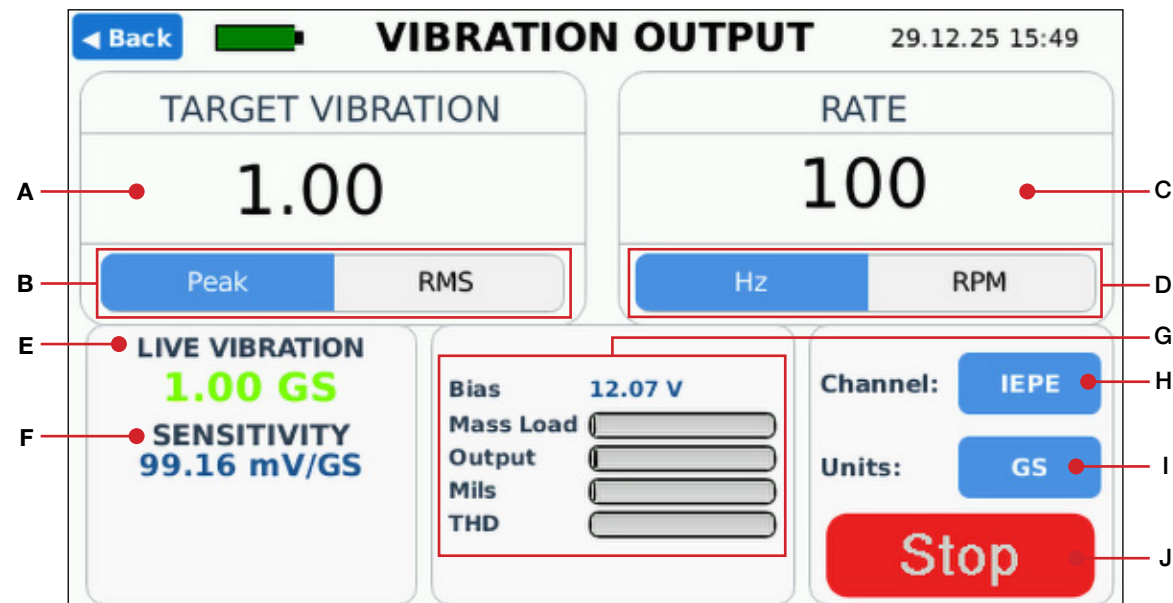 ◄ Back
VIBRATION OUTPUT
29.12.25 15:49
TARGET VIBRATION
RATE
A
1.00
100
C
B
Peak
RMS
Hz
RPM
D
E
LIVE VIBRATION
1.00 GS
F
SENSITIVITY
99.16 mV/GS
G
Bias 12.07 V
Mass Load
Output
Mils
THD
Channel: IEPE
H
Units: GS
I
Stop
J